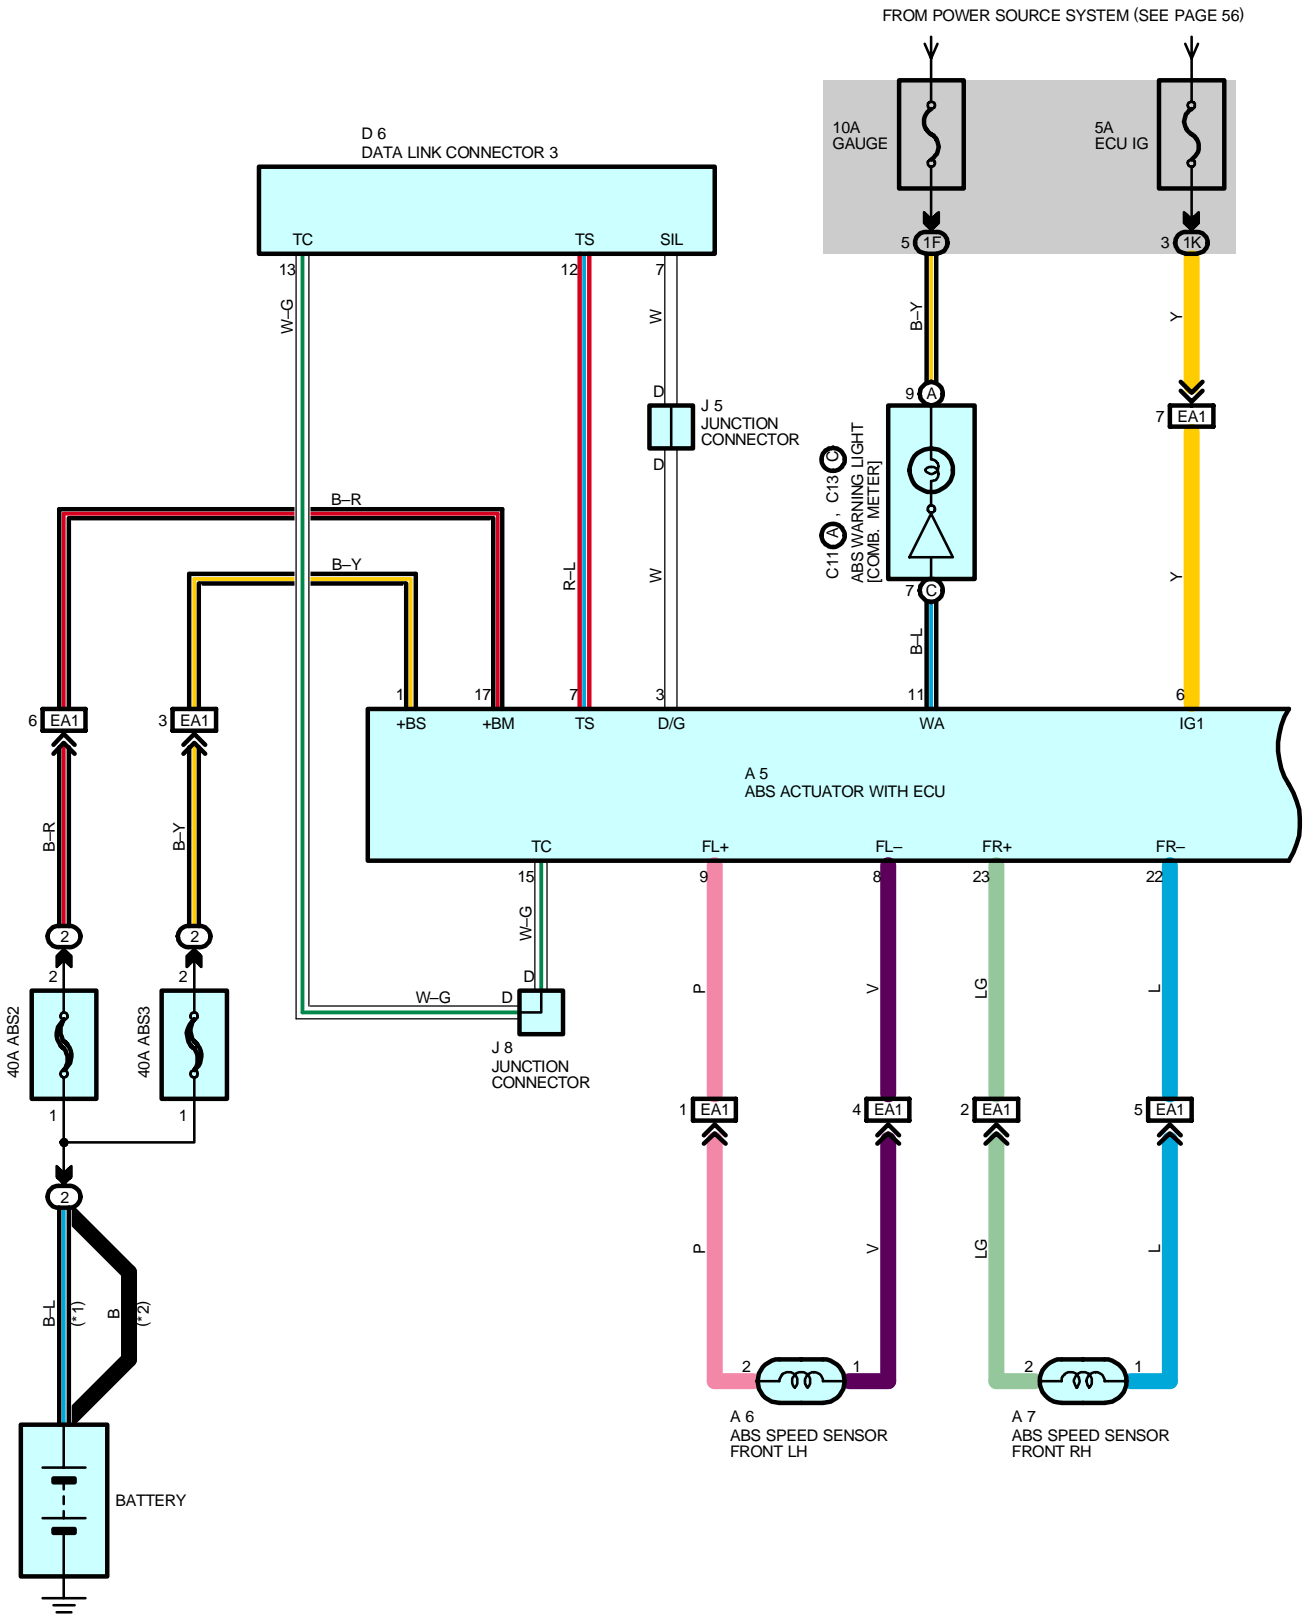 FROM POWER SOURCE SYSTEM (SEE PAGE 56)
10A
GAUGE
5A
ECU IG
5 1F
3 1K
D 6
DATA LINK CONNECTOR 3
TC
TS
SIL
13
12
7
W–G
W
B–Y
Y
D
J 5
JUNCTION
CONNECTOR
D
9 A
7 EA1
C11 A , C13 C
ABS WARNING LIGHT
[COMB. METER]
B–R
B–Y
R–L
W
7 C
B–L
Y
6 EA1
3 EA1
1
17
7
3
11
6
+BS
+BM
TS
D/G
WA
IG1
A 5
ABS ACTUATOR WITH ECU
TC
FL+
FL–
FR+
FR–
15
9
8
23
22
B–R
B–Y
W–G
P
V
LG
L
2
2
2
2
40A ABS2
40A ABS3
1
1
W–G
D
D
J 8
JUNCTION
CONNECTOR
1 EA1
4 EA1
2 EA1
5 EA1
2
B–L
(*1)
B
(*2)
P
V
LG
L
2
1
2
1
A 6
ABS SPEED SENSOR
FRONT LH
A 7
ABS SPEED SENSOR
FRONT RH
BATTERY